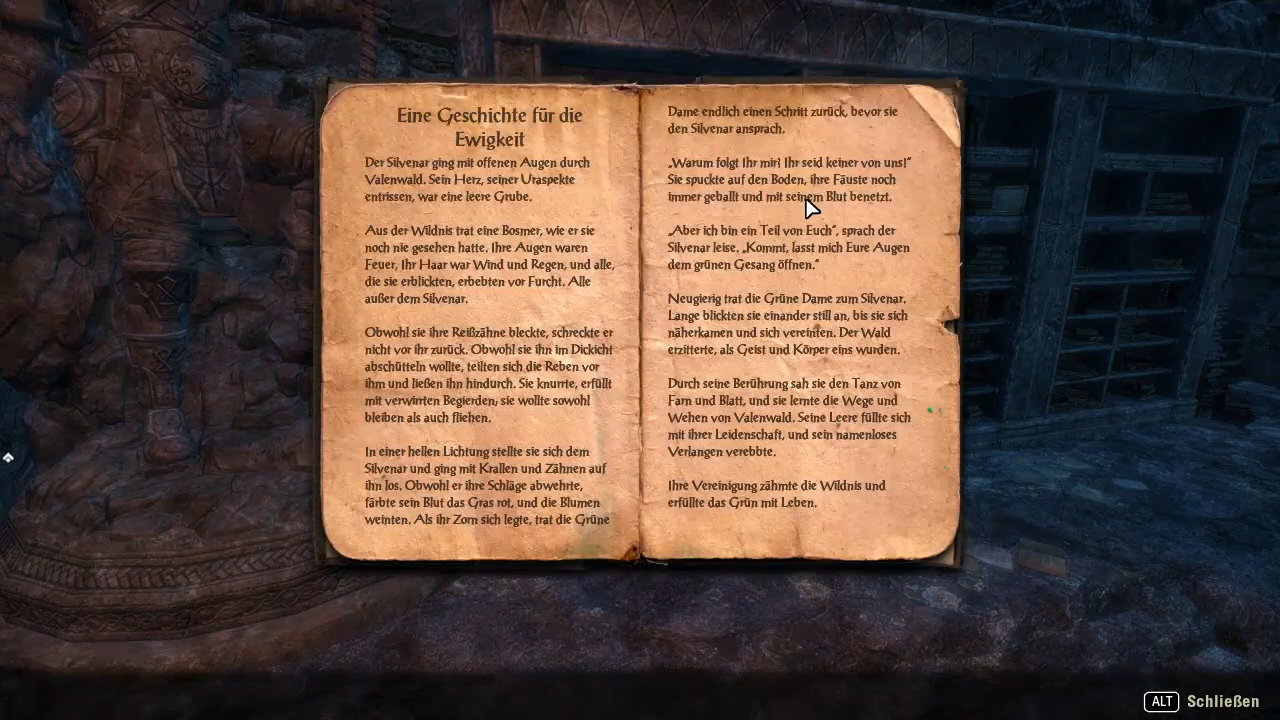 Eine Geschichte für die
Ewigkeit
Der Silvenar ging mit offenen Augen durch
Valenwald. Sein Herz, seiner Uraspekte
entrissen, war eine leere Grube.
Aus der Wildnis trat eine Bosmer, wie er sie
noch nie gesehen hatte. Ihre Augen waren
Feuer, Ihr Haar war Wind und Regen, und alle,
die sie erblickten, erbebten vor Furcht. Alle
außer dem Silvenar.
Obwohl sie ihre Reißzähne bleckte, schreckte er
nicht vor ihr zurück. Obwohl sie ihn im Dickicht
abschütteln wollte, teilten sich die Reben vor
ihm und ließen ihn hindurch. Sie knurrte, erfüllt
mit verwirrten Begierden; sie wollte sowohl
bleiben als auch fliehen.
In einer hellen Lichtung stellte sie sich dem
Silvenar und ging mit Krallen und Zähnen auf
ihn los. Obwohl er ihre Schläge abwehrte,
färbte sein Blut das Gras rot, und die Blumen
weinten. Als ihr Zorn sich legte, trat die Grüne
Dame endlich einen Schritt zurück, bevor sie
den Silvenar ansprach.
„Warum folgt Ihr mir? Ihr seid keiner von uns!“
Sie spuckte auf den Boden, ihre Fäuste noch
immer geballt und mit seinem Blut benetzt.
„Aber ich bin ein Teil von Euch“, sprach der
Silvenar leise. „Kommt, lasst mich Eure Augen
dem grünen Gesang öffnen.“
Neugierig trat die Grüne Dame zum Silvenar.
Lange blickten sie einander still an, bis sie sich
näherkamen und sich vereinten. Der Wald
erzitterte, als Geist und Körper eins wurden.
Durch seine Berührung sah sie den Tanz von
Farn und Blatt, und sie lernte die Wege und
Wehen von Valenwald. Seine Leere füllte sich
mit ihrer Leidenschaft, und sein namenloses
Verlangen verebbte.
Ihre Vereinigung zähmte die Wildnis und
erfüllte das Grün mit Leben.
ALT Schließen